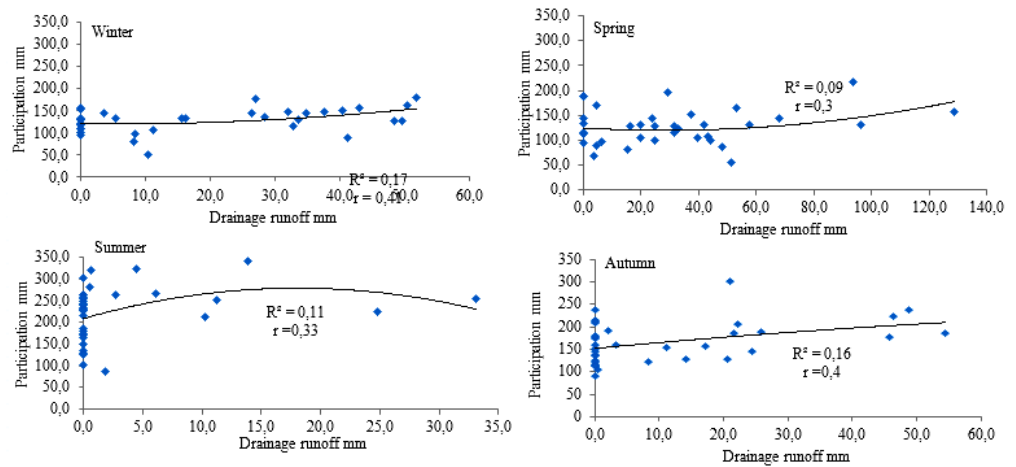 Winter
Participation mm
350,0
300,0
250,0
200,0
150,0
100,0
50,0
0,0
0,0 10,0 20,0 30,0 40,0 50,0 60,0
R² = 0,17
r = 0,41
Drainage runoff mm
Spring
Participation mm
350,0
300,0
250,0
200,0
150,0
100,0
50,0
0,0
0,0 20,0 40,0 60,0 80,0 100,0 120,0 140,0
R² = 0,09
r=0,3
Drainage runoff mm
Summer
Participation mm
350,0
300,0
250,0
200,0
150,0
100,0
50,0
0,0
0,0 5,0 10,0 15,0 20,0 25,0 30,0 35,0
R² = 0,11
r =0,33
Drainage runoff mm
Autumn
Participation mm
350
300
250
200
150
100
50
0
0,0 10,0 20,0 30,0 40,0 50,0 60,0
R² = 0,16
r =0,4
Drainage runoff mm